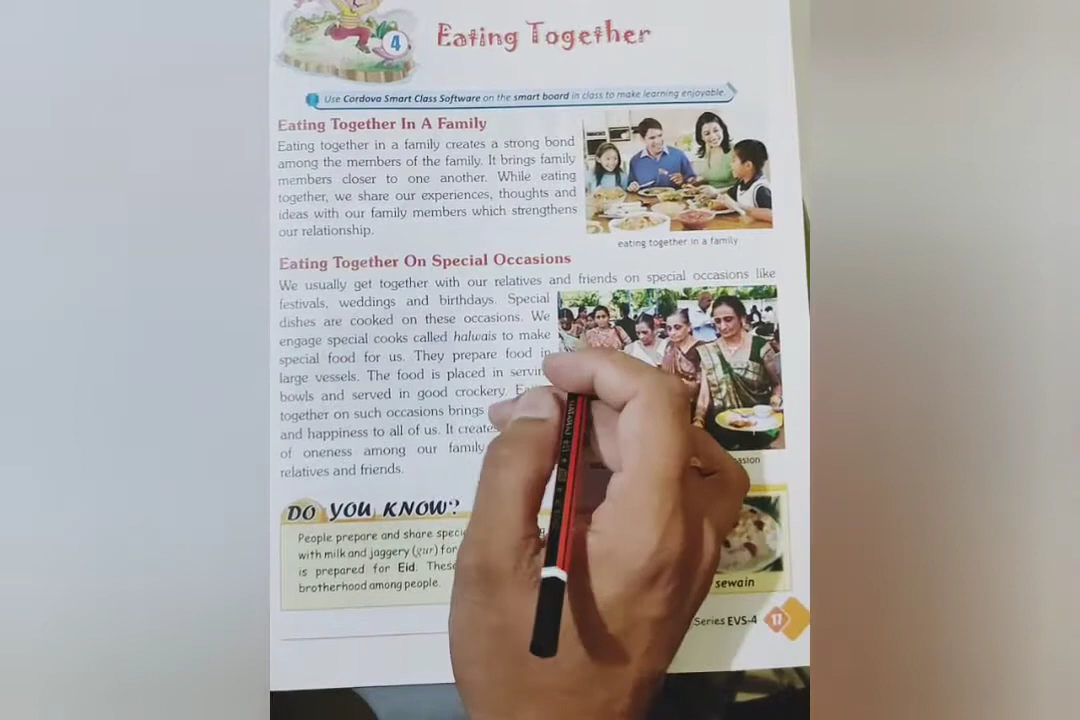 4
Eating Together
Use Cordova Smart Class Software on the smart board in class to make learning enjoyable.
Eating Together In A Family
Eating together in a family creates a strong bond
among the members of the family. It brings family
members closer to one another. While eating
together, we share our experiences, thoughts and
ideas with our family members which strengthens
our relationship.
eating together in a family
Eating Together On Special Occasions
We usually get together with our relatives and friends on special occasions like
festivals, weddings and birthdays. Special
dishes are cooked on these occasions. We
engage special cooks called halwais to make
special food for us. They prepare food in
large vessels. The food is placed in
bowls and served in good crockery.
together on such occasions brings
and happiness to all of us. It
of oneness among our family
relatives and friends.
DO YOU KNOW?
People prepare and share
with milk and jaggery (gur) for
is prepared for Eid.
brotherhood among people.
sewain
Series EVS-4
17